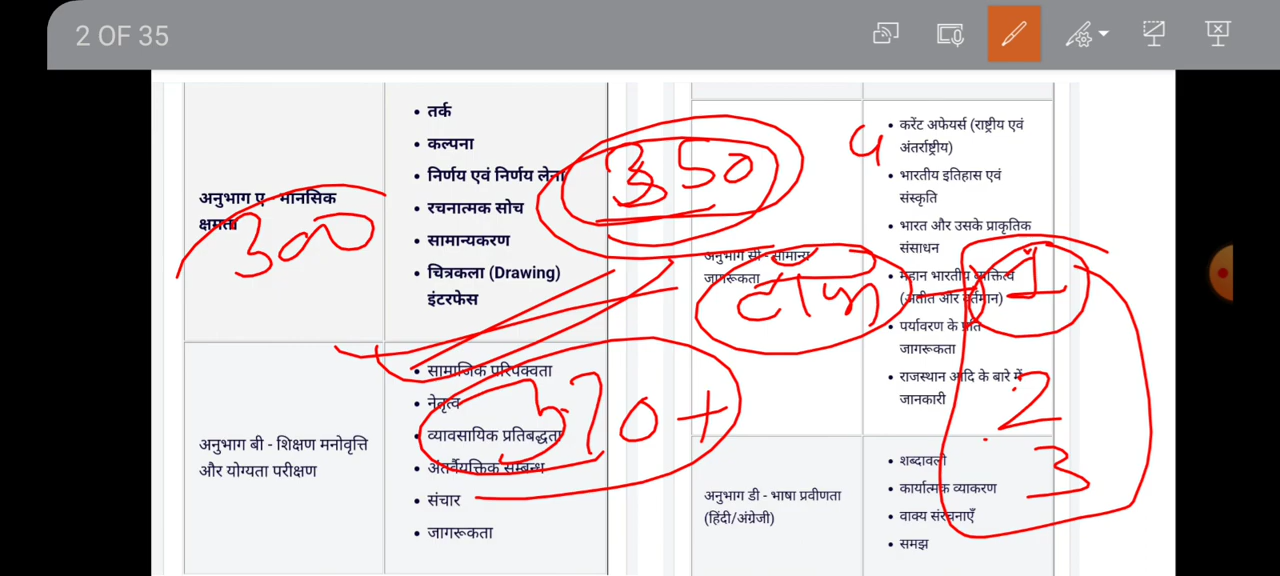 2 OF 35
अनुभाग ए - मानसिक
क्षमता
• तर्क
• कल्पना
• निर्णय एवं निर्णय लेना
• रचनात्मक सोच
• सामान्यकरण
• चित्रकला (Drawing)
इंटरफेस
300
350
अनुभाग बी - शिक्षण मनोवृत्ति
और योग्यता परीक्षण
• सामाजिक परिपक्वता
• नेतृत्व
• व्यावसायिक प्रतिबद्धता
• अंतर्वैयक्तिक सम्बन्ध
• संचार
• जागरूकता
570+
अनुभाग सी - सामान्य
जागरूकता
• करेंट अफेयर्स (राष्ट्रीय एवं
अंतर्राष्ट्रीय)
• भारतीय इतिहास एवं
संस्कृति
• भारत और उसके प्राकृतिक
संसाधन
• महान भारतीय व्यक्तित्व
(अतीत और वर्तमान)
• पर्यावरण के प्रति
जागरूकता
• राजस्थान आदि के बारे में
जानकारी
टॉप
1
2
3
अनुभाग डी - भाषा प्रवीणता
(हिंदी/अंग्रेजी)
• शब्दावली
• कार्यात्मक व्याकरण
• वाक्य संरचनाएँ
• समझ